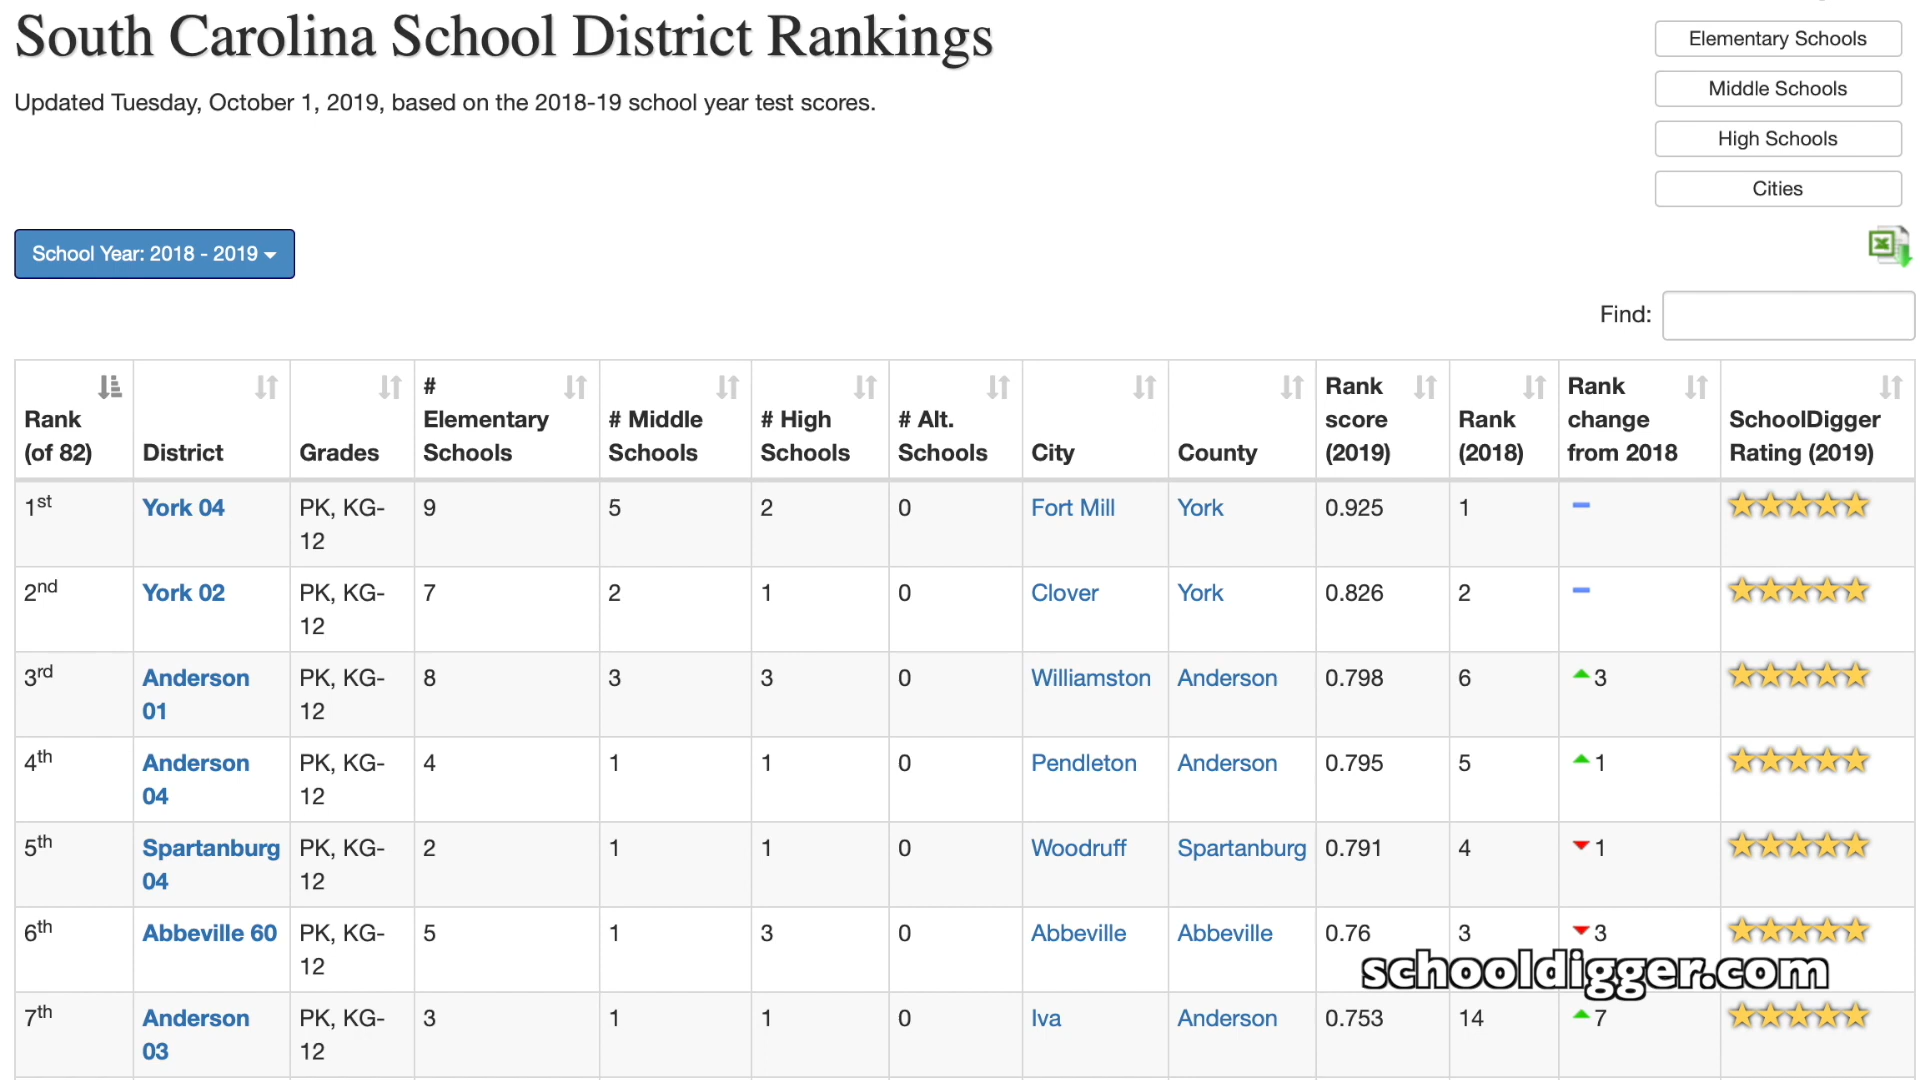 South Carolina School District Rankings
Updated Tuesday, October 1, 2019, based on the 2018-19 school year test scores.
Elementary Schools
Middle Schools
High Schools
Cities
School Year: 2018 - 2019
Find:
Rank (of 82) District Grades # Elementary Schools # Middle Schools # High Schools # Alt. Schools City County Rank score (2019) Rank (2018) Rank change from 2018 SchoolDigger Rating (2019)
1st York 04 PK, KG-12 9 5 2 0 Fort Mill York 0.925 1
2nd York 02 PK, KG-12 7 2 1 0 Clover York 0.826 2
3rd Anderson 01 PK, KG-12 8 3 3 0 Williamston Anderson 0.798 6 3
4th Anderson 04 PK, KG-12 4 1 1 0 Pendleton Anderson 0.795 5 1
5th Spartanburg 04 PK, KG-12 2 1 1 0 Woodruff Spartanburg 0.791 4 1
6th Abbeville 60 PK, KG-12 5 1 3 0 Abbeville Abbeville 0.76 3 3
schooldigger.com
7th Anderson 03 PK, KG-12 3 1 1 0 Iva Anderson 0.753 14 7